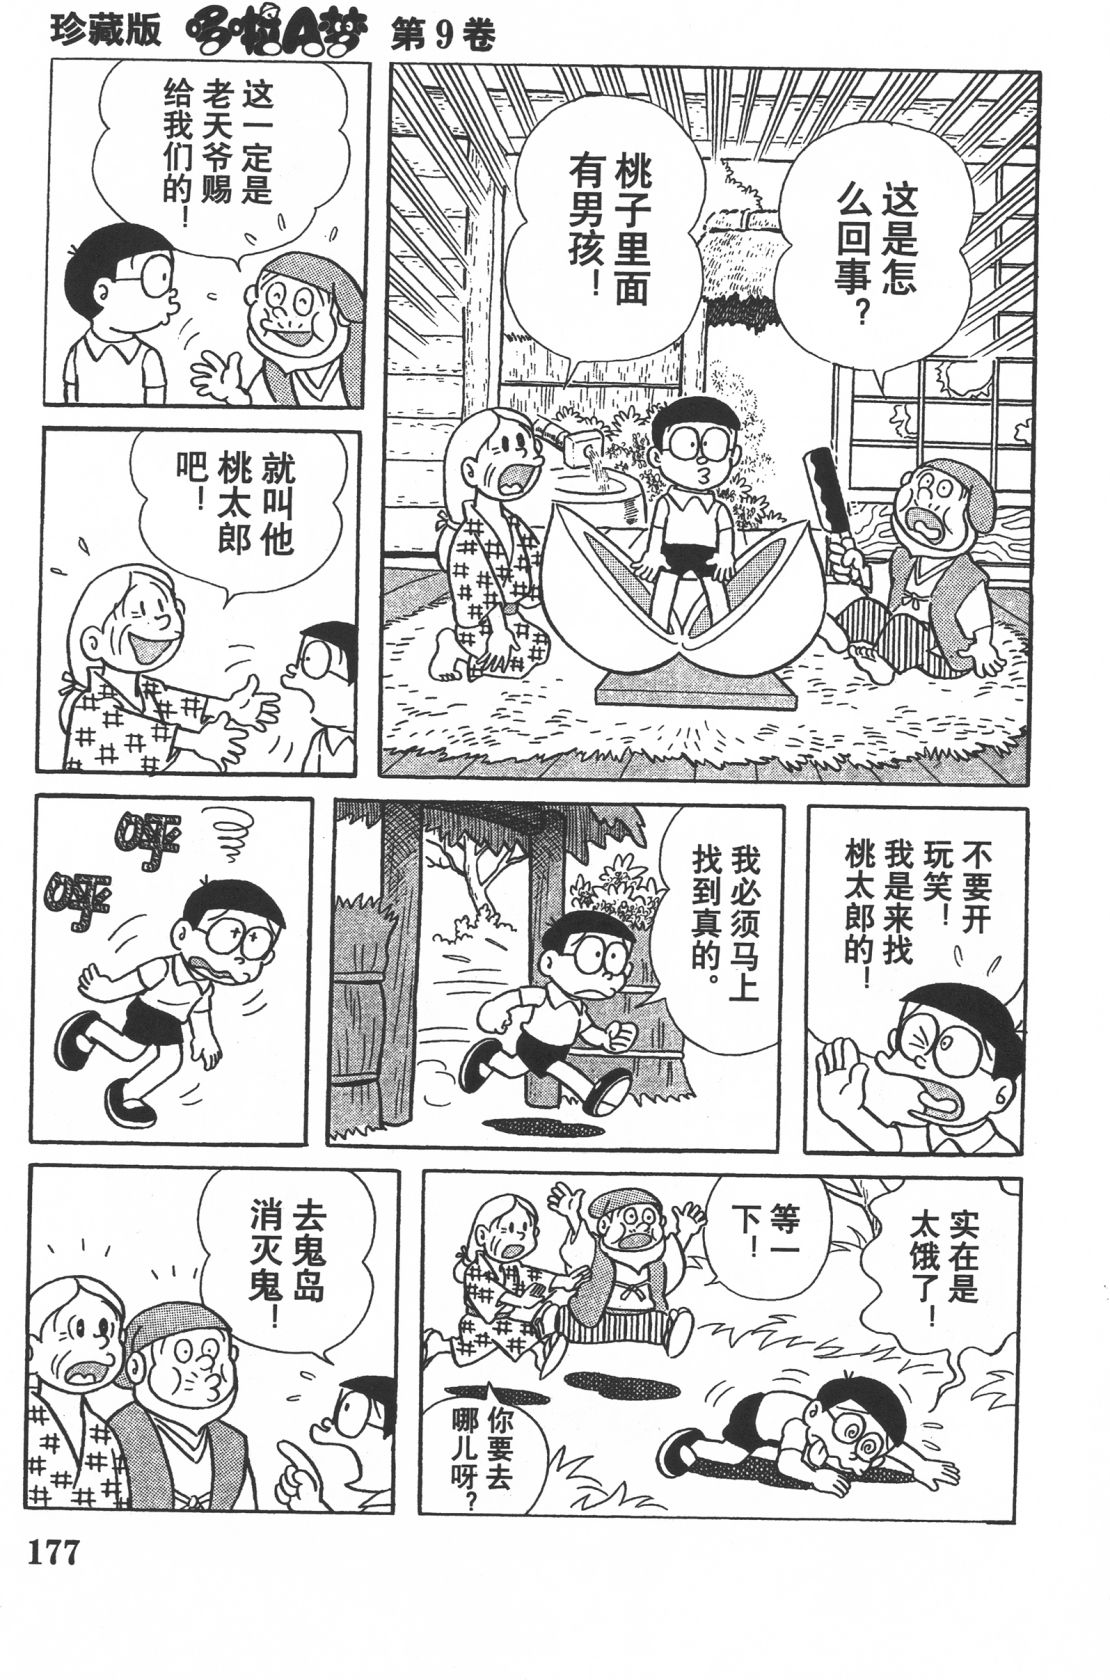 珍藏版 哆啦A梦 第9卷
这是怎
么回事？
桃子里面
有男孩！
这一定是
老天爷赐
给我们的！
就叫他
桃太郎
吧！
不要开
玩笑！
我是来找
桃太郎的！
我必须马上
找到真的。
呼
呼
实在是
太饿了！
等一
下！
你要去
哪儿呀？
去鬼岛
消灭鬼！
177